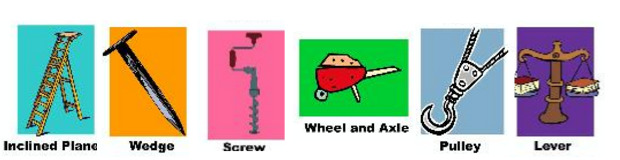 Inclined Plane
Wedge
Screw
Wheel and Axle
Pulley
Lever